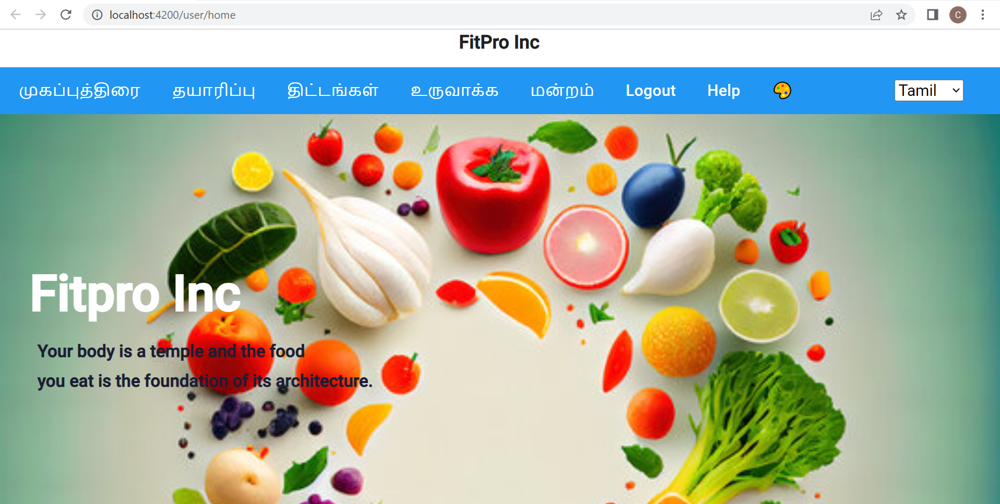 localhost:4200/user/home
C
FitPro Inc
முகப்புத்திரை தயாரிப்பு திட்டங்கள் உருவாக்க மன்றம் Logout Help Tamil
Fitpro Inc
Your body is a temple and the food
you eat is the foundation of its architecture.